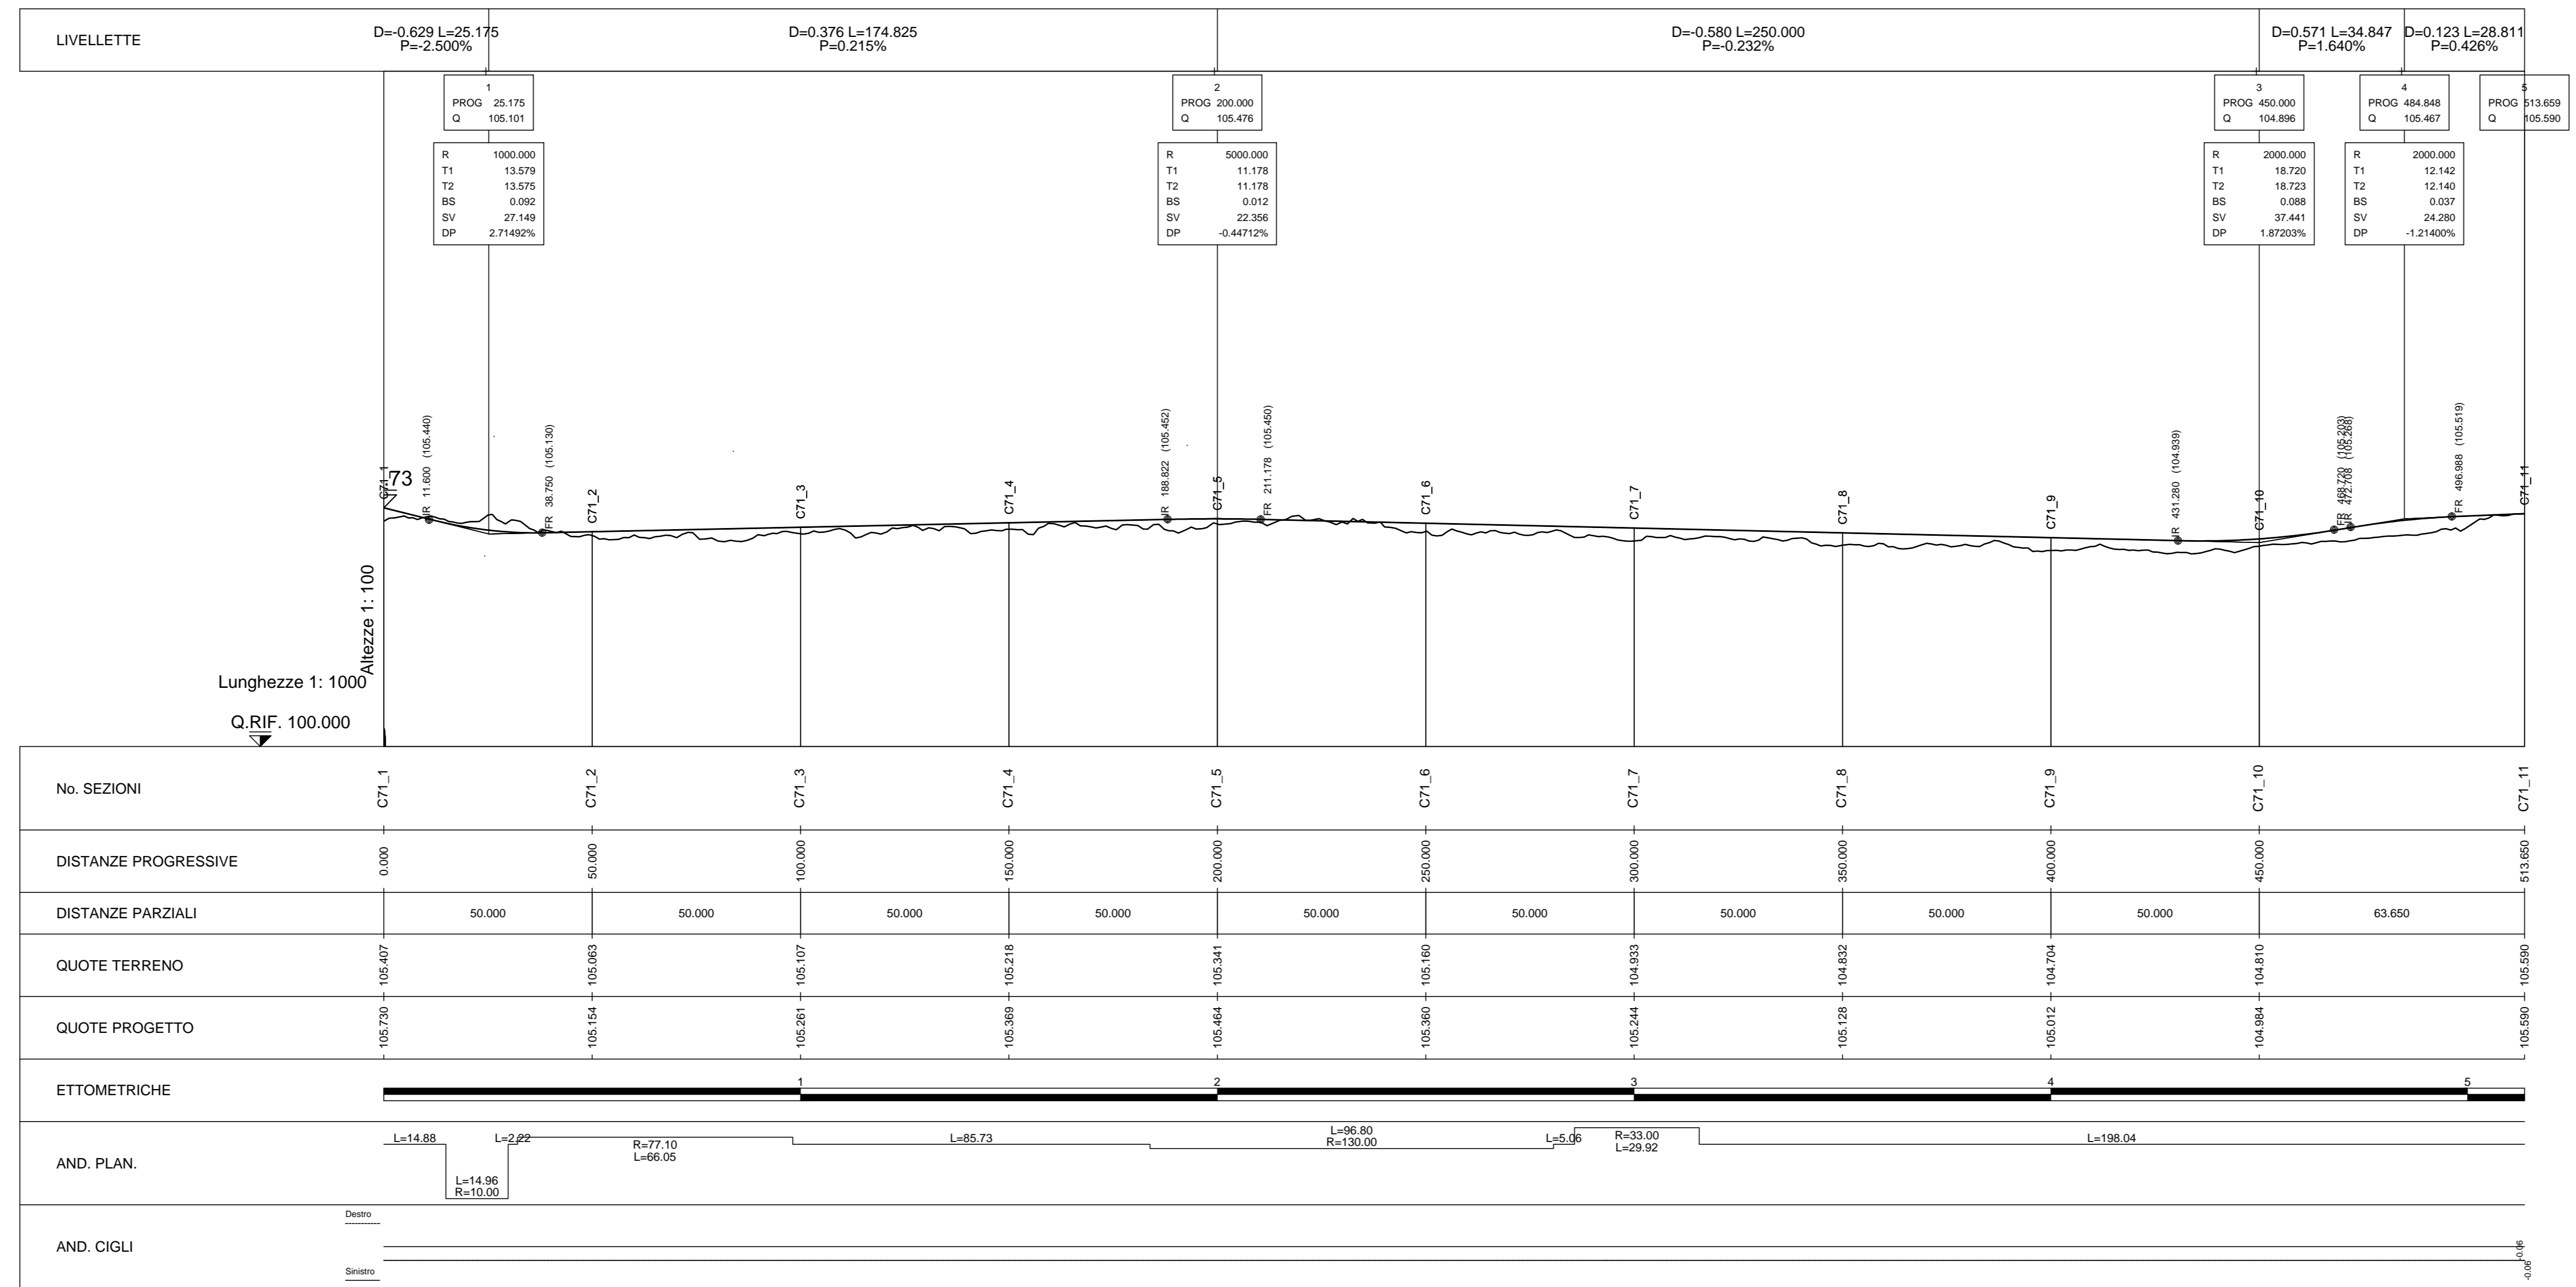 LIVELLETTE
D=-0.629 L=25.175
P=-2.500%
D=0.376 L=174.825
P=0.215%
D=-0.580 L=250.000
P=-0.232%
D=0.571 L=34.847
P=1.640%
D=0.123 L=28.811
P=0.426%
1
PROG 25.175
Q 105.101
R 1000.000
T1 13.579
T2 13.575
BS 0.092
SV 27.149
DP 2.71492%
2
PROG 200.000
Q 105.476
R 5000.000
T1 11.178
T2 11.178
BS 0.012
SV 22.356
DP -0.44712%
3
PROG 450.000
Q 104.896
R 2000.000
T1 18.720
T2 18.723
BS 0.088
SV 37.441
DP 1.87203%
4
PROG 484.848
Q 105.467
R 2000.000
T1 12.142
T2 12.140
BS 0.037
SV 24.280
DP -1.21400%
5
PROG 513.659
Q 105.590
C71_1
.73
IR 11.600 (105.440)
FR 38.750 (105.130)
C71_2
C71_3
C71_4
IR 188.822 (105.452)
C71_5
FR 211.178 (105.450)
C71_6
C71_7
C71_8
C71_9
IR 431.280 (104.939)
C71_10
FR 468.720 (105.203)
IR 472.708 (105.268)
FR 496.988 (105.519)
C71_11
Altezze 1: 100
Lunghezze 1: 1000
Q.RIF. 100.000
No. SEZIONI
C71_1 C71_2 C71_3 C71_4 C71_5 C71_6 C71_7 C71_8 C71_9 C71_10 C71_11
DISTANZE PROGRESSIVE
0.000 50.000 100.000 150.000 200.000 250.000 300.000 350.000 400.000 450.000 513.650
DISTANZE PARZIALI
50.000 50.000 50.000 50.000 50.000 50.000 50.000 50.000 50.000 63.650
QUOTE TERRENO
105.407 105.063 105.107 105.218 105.341 105.160 104.933 104.832 104.704 104.810 105.590
QUOTE PROGETTO
105.730 105.154 105.261 105.369 105.464 105.360 105.244 105.128 105.012 104.984 105.590
ETTOMETRICHE
1 2 3 4 5
AND. PLAN.
L=14.88
L=14.96
R=10.00
L=2.22
R=77.10
L=66.05
L=85.73
L=96.80
R=130.00
L=5.06
R=33.00
L=29.92
L=198.04
AND. CIGLI
Destro
Sinistro
-0.06
-0.06